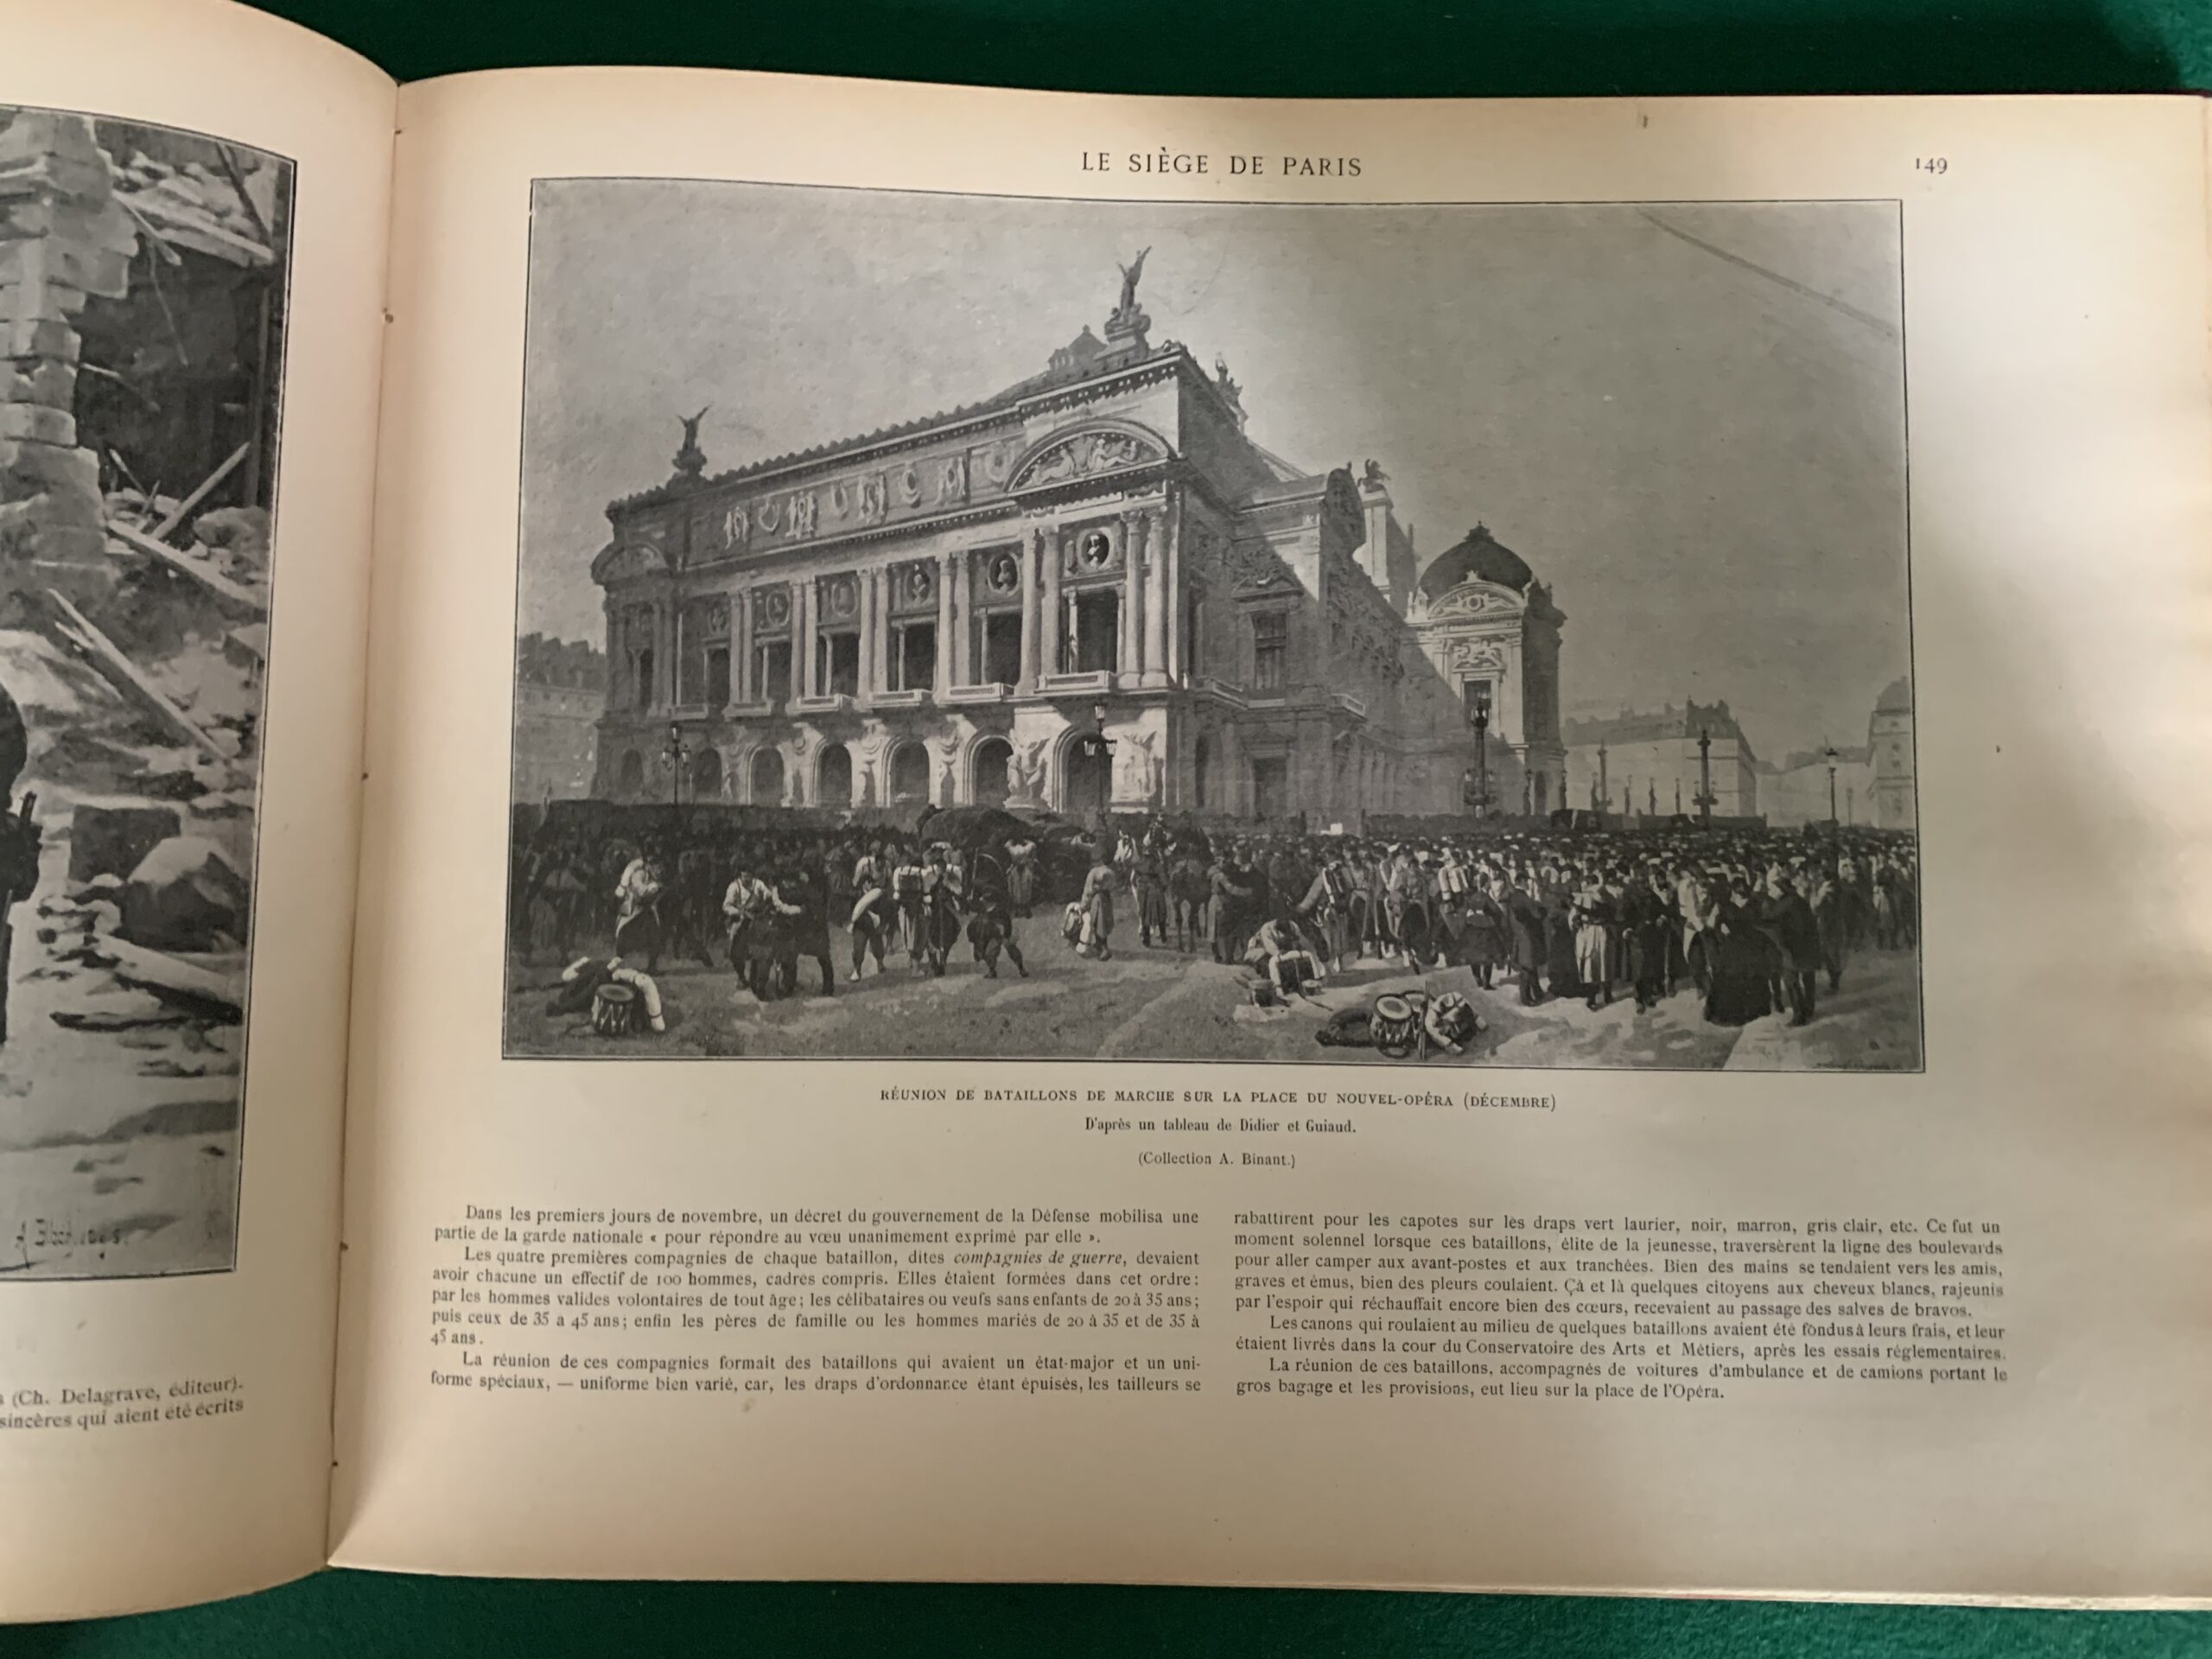 (Ch. Delagrave, éditeur).
sincères qui aient été écrits
LE SIÈGE DE PARIS
149
RÉUNION DE BATAILLONS DE MARCHE SUR LA PLACE DU NOUVEL-OPÉRA (DÉCEMBRE)
D'après un tableau de Didier et Guiaud.
(Collection A. Binant.)
Dans les premiers jours de novembre, un décret du gouvernement de la Défense mobilisa une
partie de la garde nationale « pour répondre au vœu unanimement exprimé par elle ».
Les quatre premières compagnies de chaque bataillon, dites compagnies de guerre, devaient
avoir chacune un effectif de 100 hommes, cadres compris. Elles étaient formées dans cet ordre:
par les hommes valides volontaires de tout âge; les célibataires ou veufs sans enfants de 20 à 35 ans;
puis ceux de 35 a 45 ans; enfin les pères de famille ou les hommes mariés de 20 à 35 et de 35 à
45 ans.
La réunion de ces compagnies formait des bataillons qui avaient un état-major et un uni-
forme spéciaux, — uniforme bien varié, car, les draps d'ordonnance étant épuisés, les tailleurs se
rabattirent pour les capotes sur les draps vert laurier, noir, marron, gris clair, etc. Ce fut un
moment solennel lorsque ces bataillons, élite de la jeunesse, traversèrent la ligne des boulevards
pour aller camper aux avant-postes et aux tranchées. Bien des mains se tendaient vers les amis,
graves et émus, bien des pleurs coulaient. Çà et là quelques citoyens aux cheveux blancs, rajeunis
par l'espoir qui réchauffait encore bien des cœurs, recevaient au passage des salves de bravos.
Les canons qui roulaient au milieu de quelques bataillons avaient été fondus à leurs frais, et leur
étaient livrés dans la cour du Conservatoire des Arts et Métiers, après les essais réglementaires.
La réunion de ces bataillons, accompagnés de voitures d'ambulance et de camions portant le
gros bagage et les provisions, eut lieu sur la place de l'Opéra.